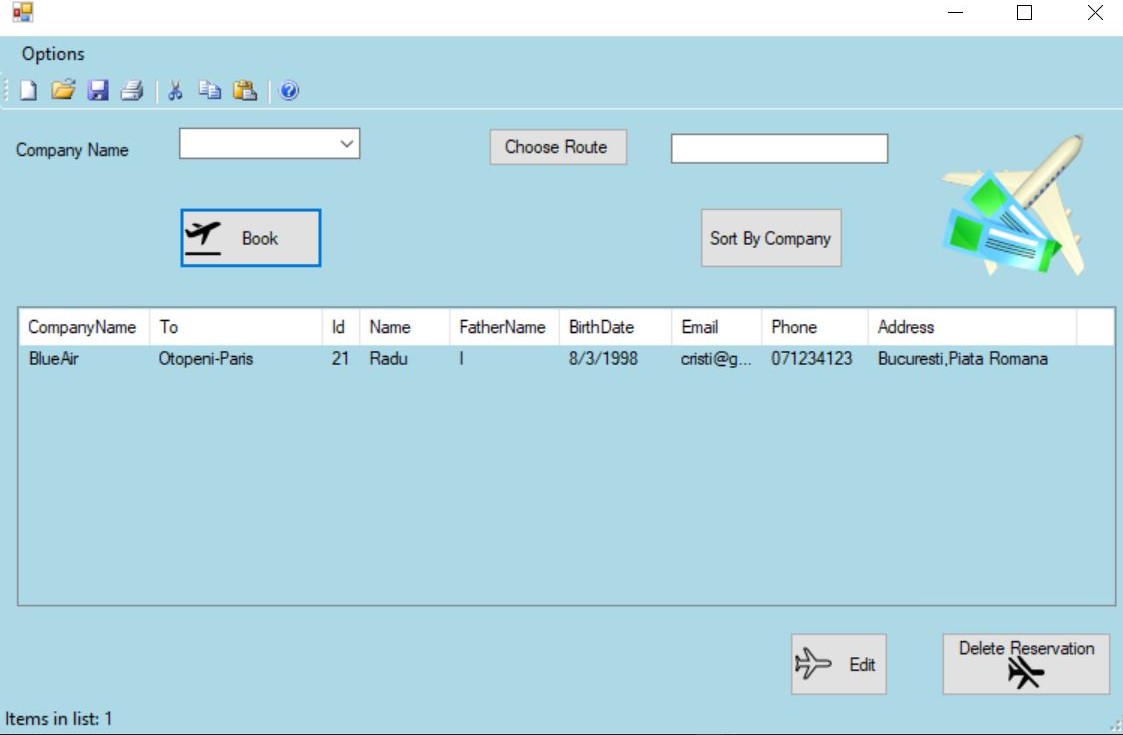 Options
Company Name
Choose Route
Book
Sort By Company
CompanyName To Id Name FatherName BirthDate Email Phone Address
BlueAir Otopeni-Paris 21 Radu I 8/3/1998 cristi@g... 071234123 Bucuresti,Piata Romana
Edit
Delete Reservation
Items in list: 1